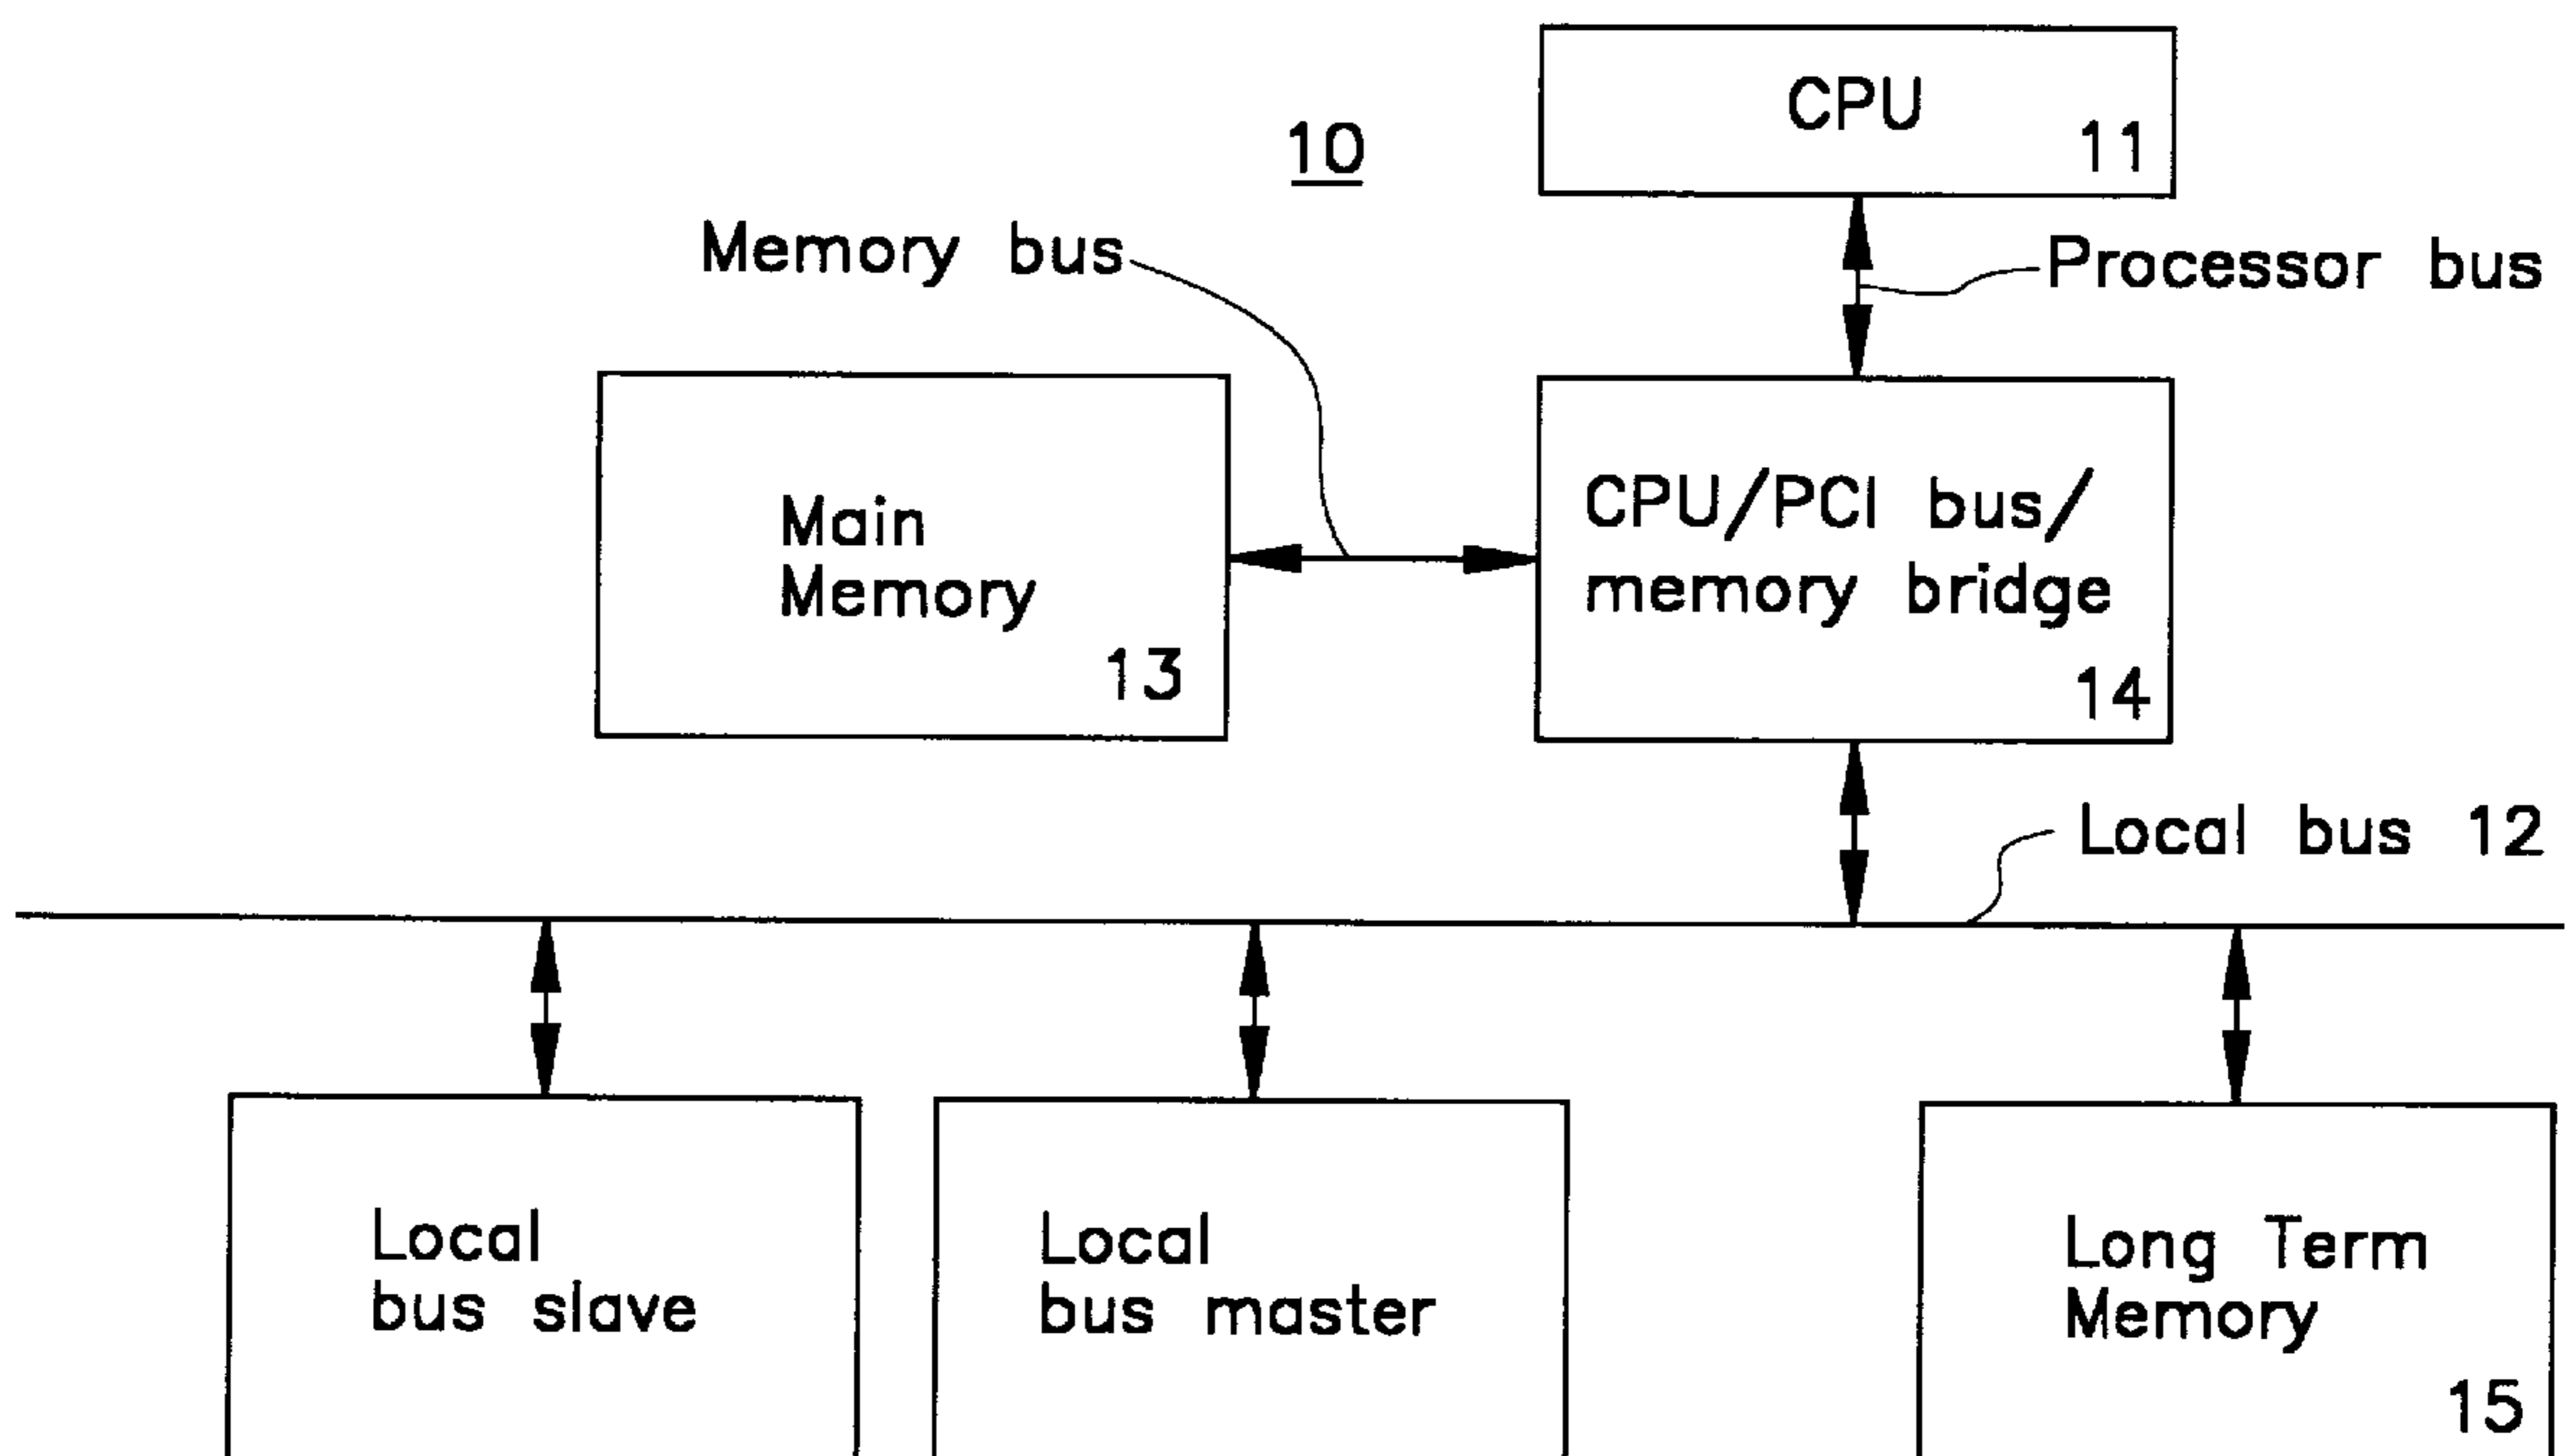 CPU
11
10
Memory bus
Processor bus
Main
Memory
13
CPU/PCI bus/
memory bridge
14
Local bus 12
Local
bus slave
Local
bus master
Long Term
Memory
15